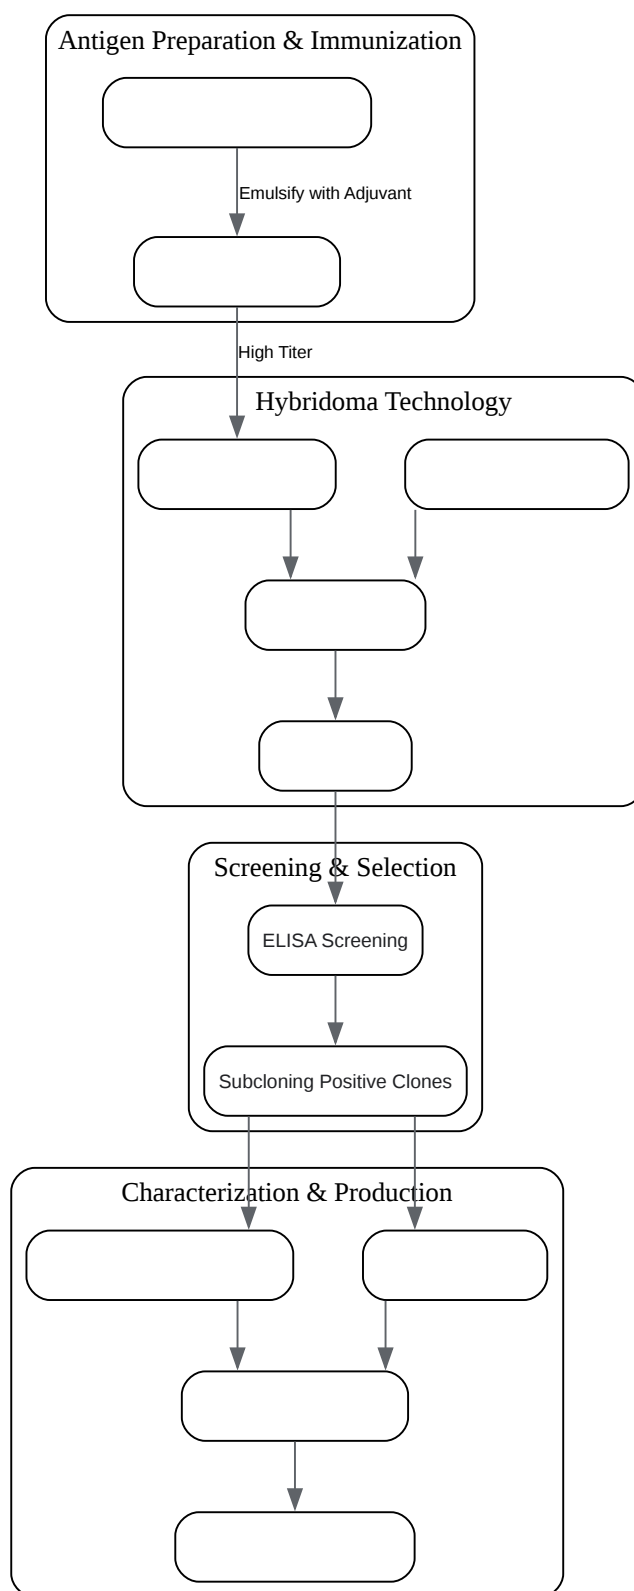 Antigen Preparation & Immunization
Emulsify with Adjuvant
High Titer
Hybridoma Technology
Screening & Selection
ELISA Screening
Subcloning Positive Clones
Characterization & Production